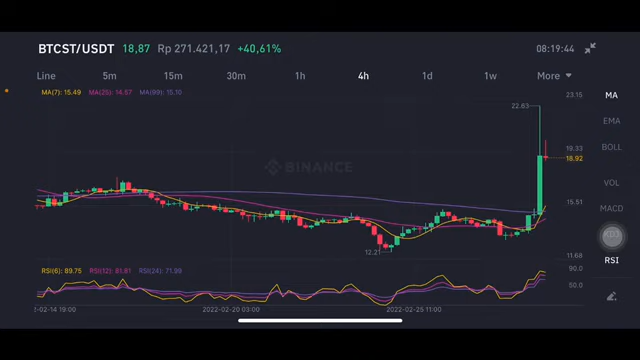 BTCST/USDT 18,87 Rp 271.421,17 +40,61% 08:19:44
Line 5m 15m 30m 1h 4h 1d 1w More
MA(7): 15.49 MA(25): 14.57 MA(99): 15.10
23.15
MA
22.83
EMA
19.33
BOLL
18.92
BINANCE
VOL
15.51
MACD
KDJ
12.21
11.68
RSI
RSI(6): 89.75 RSI(12): 81.81 RSI(24): 71.99
90.0
2022-02-20 03:00 2022-02-25 11:00